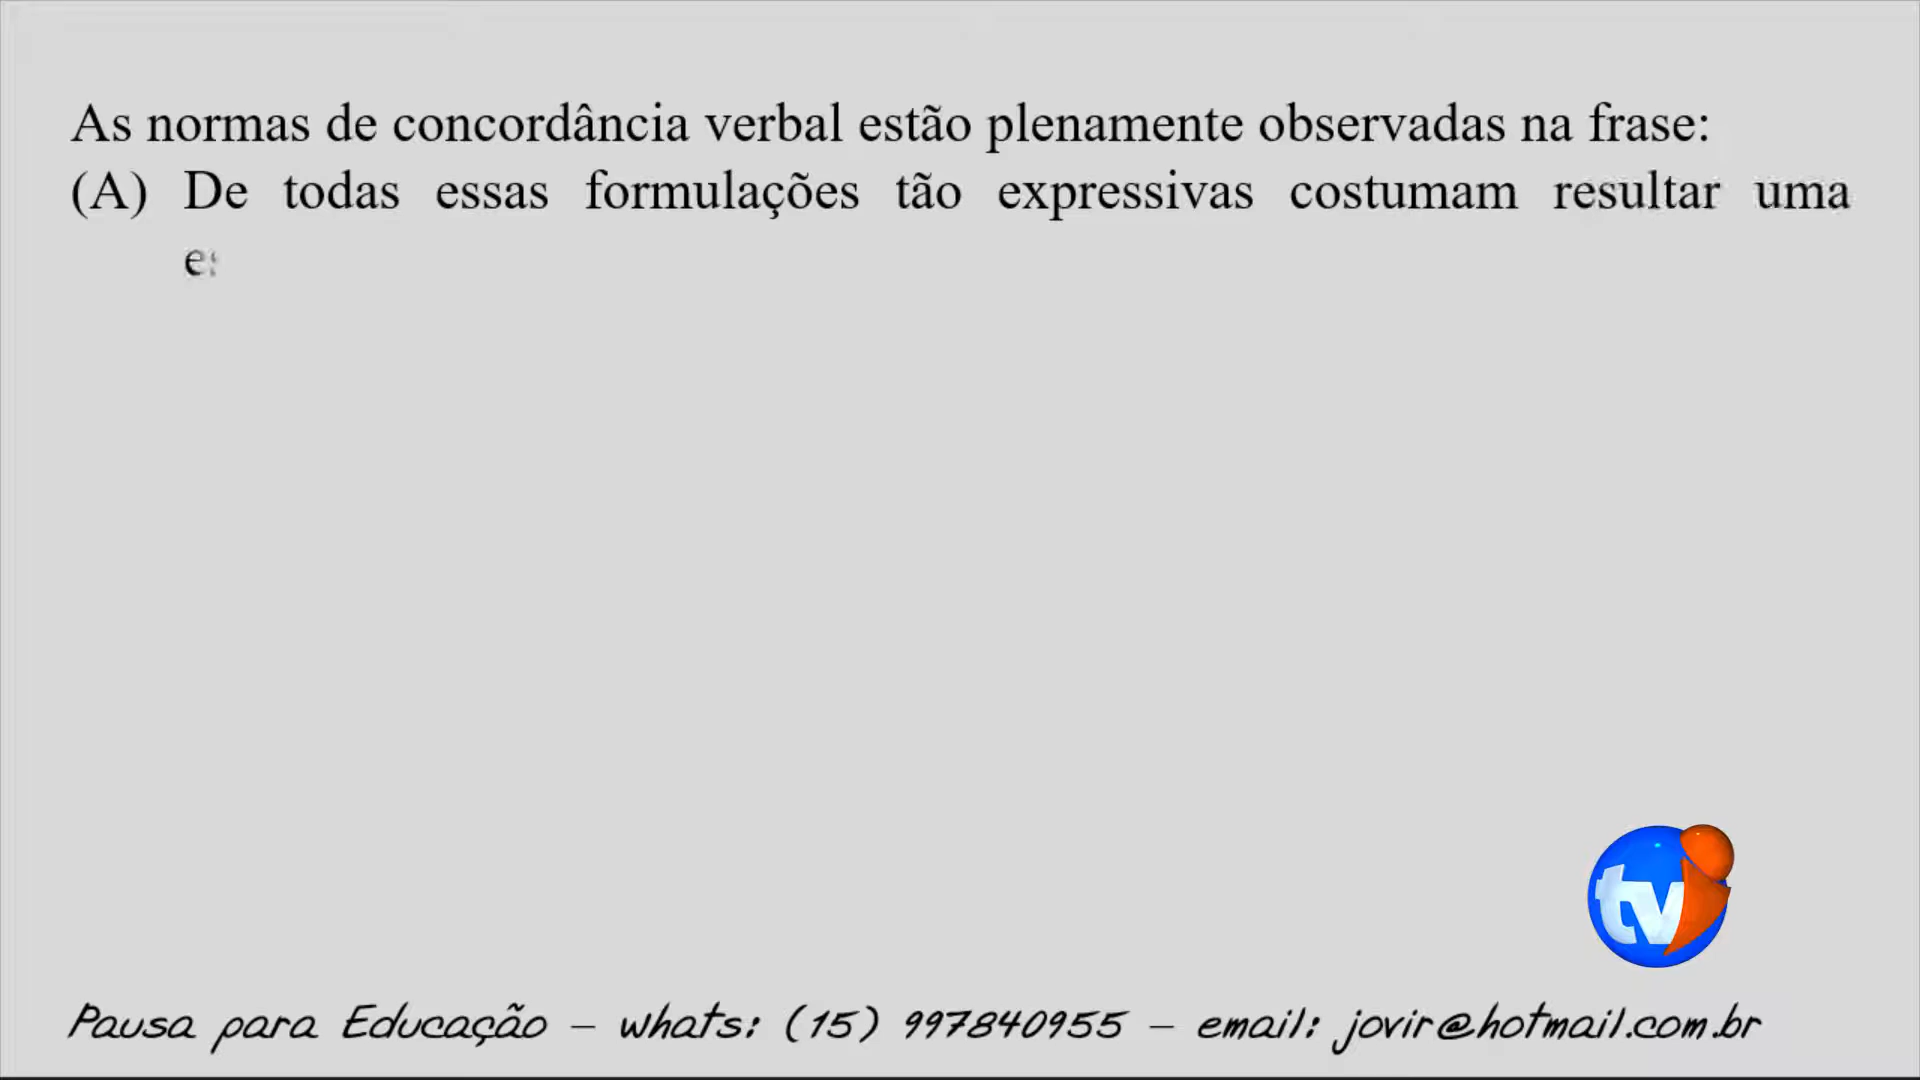 As normas de concordância verbal estão plenamente observadas na frase:
(A) De todas essas formulações tão expressivas costumam resultar uma
tvi
Pausa para Educação – whats: (15) 997840955 – email: jovir@hotmail.com.br